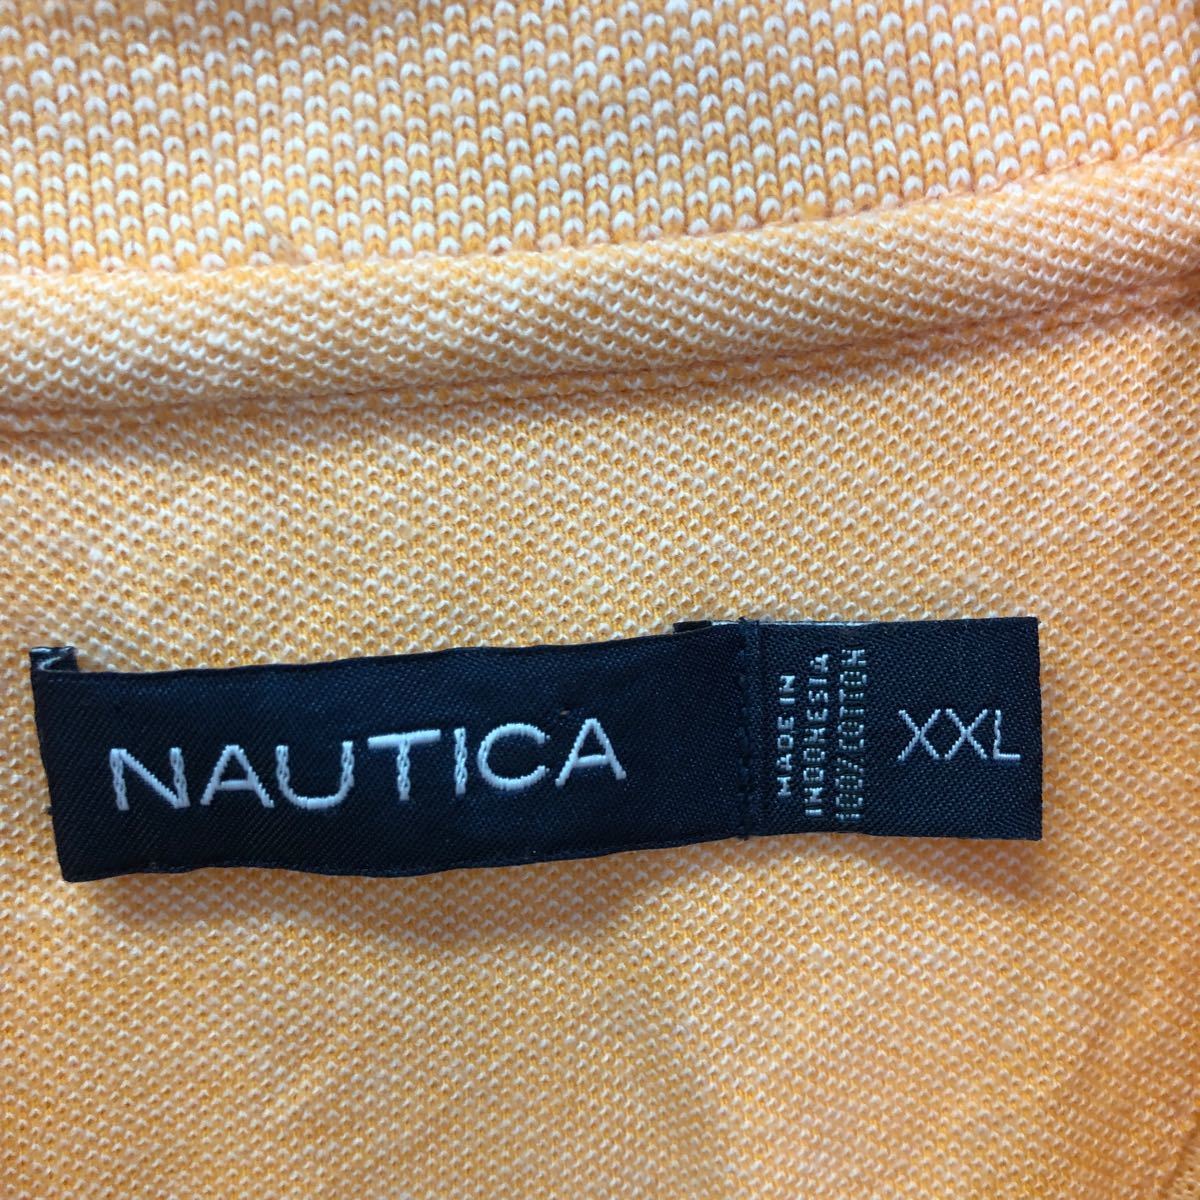 NAUTICA
MADE IN
INDONESIA
100% COTTON
XXL